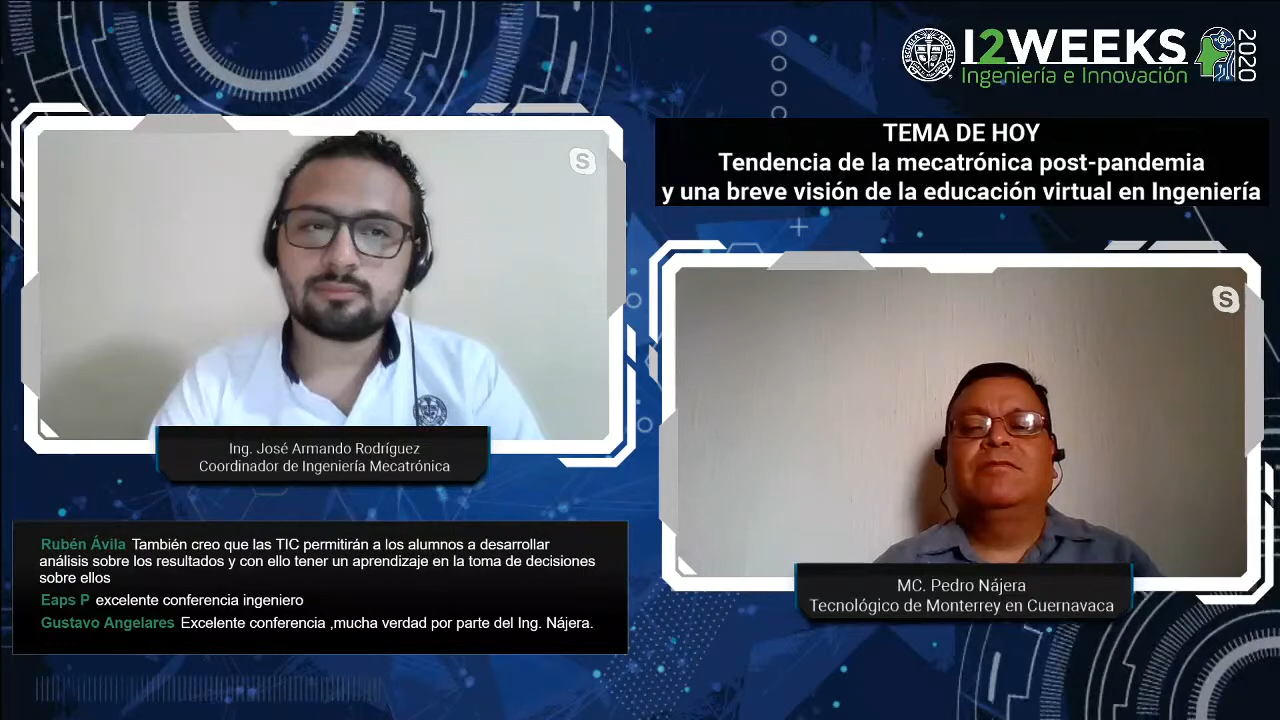 I2WEEKS
Ingeniería e Innovación
2020
TEMA DE HOY
Tendencia de la mecatrónica post-pandemia
y una breve visión de la educación virtual en Ingeniería
S
S
Ing. José Armando Rodríguez
Coordinador de Ingeniería Mecatrónica
MC. Pedro Nájera
Tecnológico de Monterrey en Cuernavaca
Rubén Ávila También creo que las TIC permitirán a los alumnos a desarrollar
análisis sobre los resultados y con ello tener un aprendizaje en la toma de decisiones
sobre ellos
Eaps P excelente conferencia ingeniero
Gustavo Angelares Excelente conferencia ,mucha verdad por parte del Ing. Nájera.